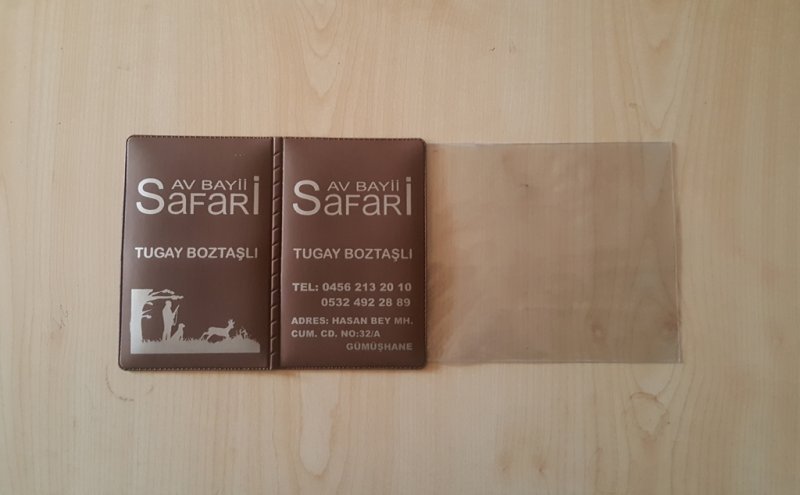 AV BAYİİ
SAFARİ
TUGAY BOZTAŞLI
AV BAYİİ
SAFARİ
TUGAY BOZTAŞLI
TEL: 0456 213 20 10
0532 492 28 89
ADRES: HASAN BEY MH.
CUM. CD. NO:32/A
GÜMÜŞHANE